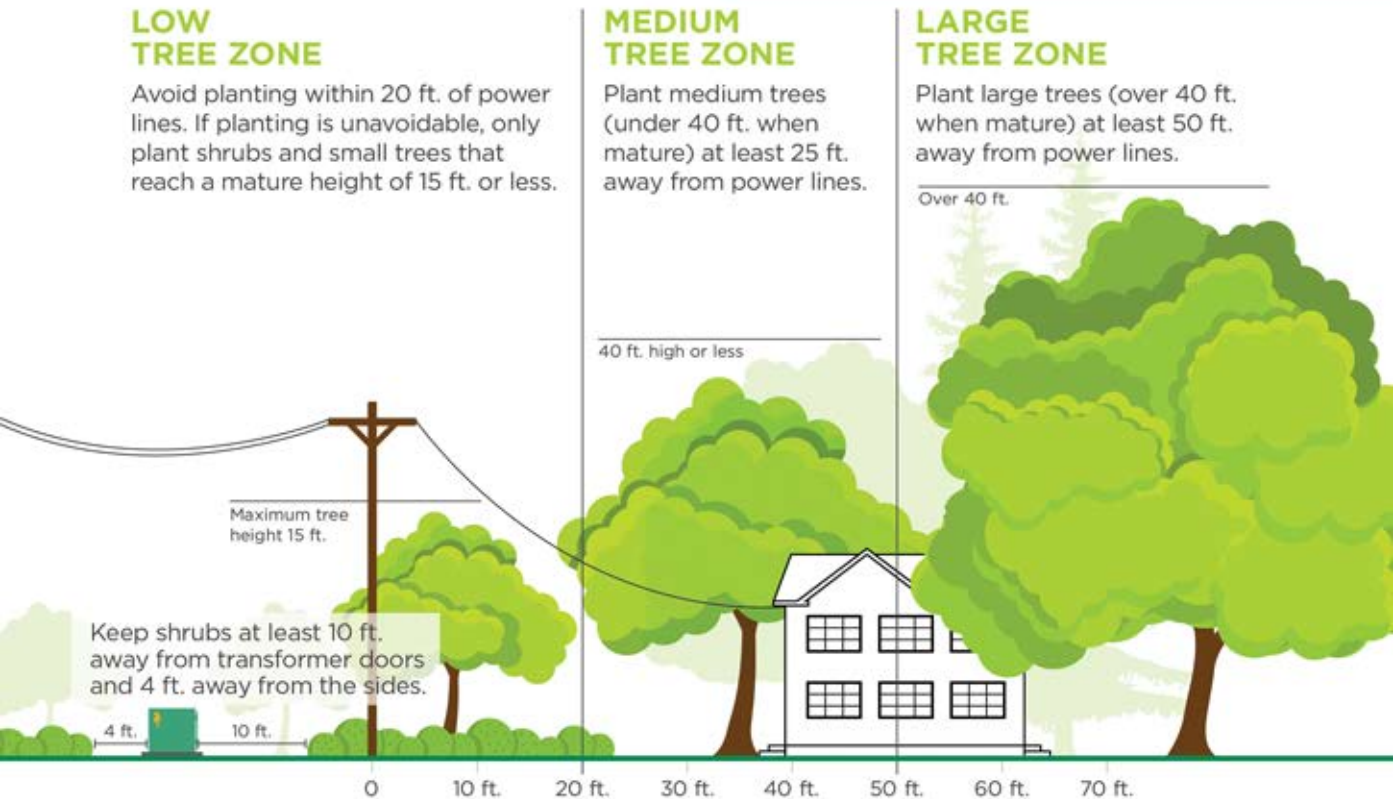 LOW
TREE ZONE
Avoid planting within 20 ft. of power
lines. If planting is unavoidable, only
plant shrubs and small trees that
reach a mature height of 15 ft. or less.
MEDIUM
TREE ZONE
Plant medium trees
(under 40 ft. when
mature) at least 25 ft.
away from power lines.
LARGE
TREE ZONE
Plant large trees (over 40 ft.
when mature) at least 50 ft.
away from power lines.
Over 40 ft.
40 ft. high or less
Maximum tree
height 15 ft.
Keep shrubs at least 10 ft.
away from transformer doors
and 4 ft. away from the sides.
4 ft.
10 ft.
0
10 ft.
20 ft.
30 ft.
40 ft.
50 ft.
60 ft.
70 ft.